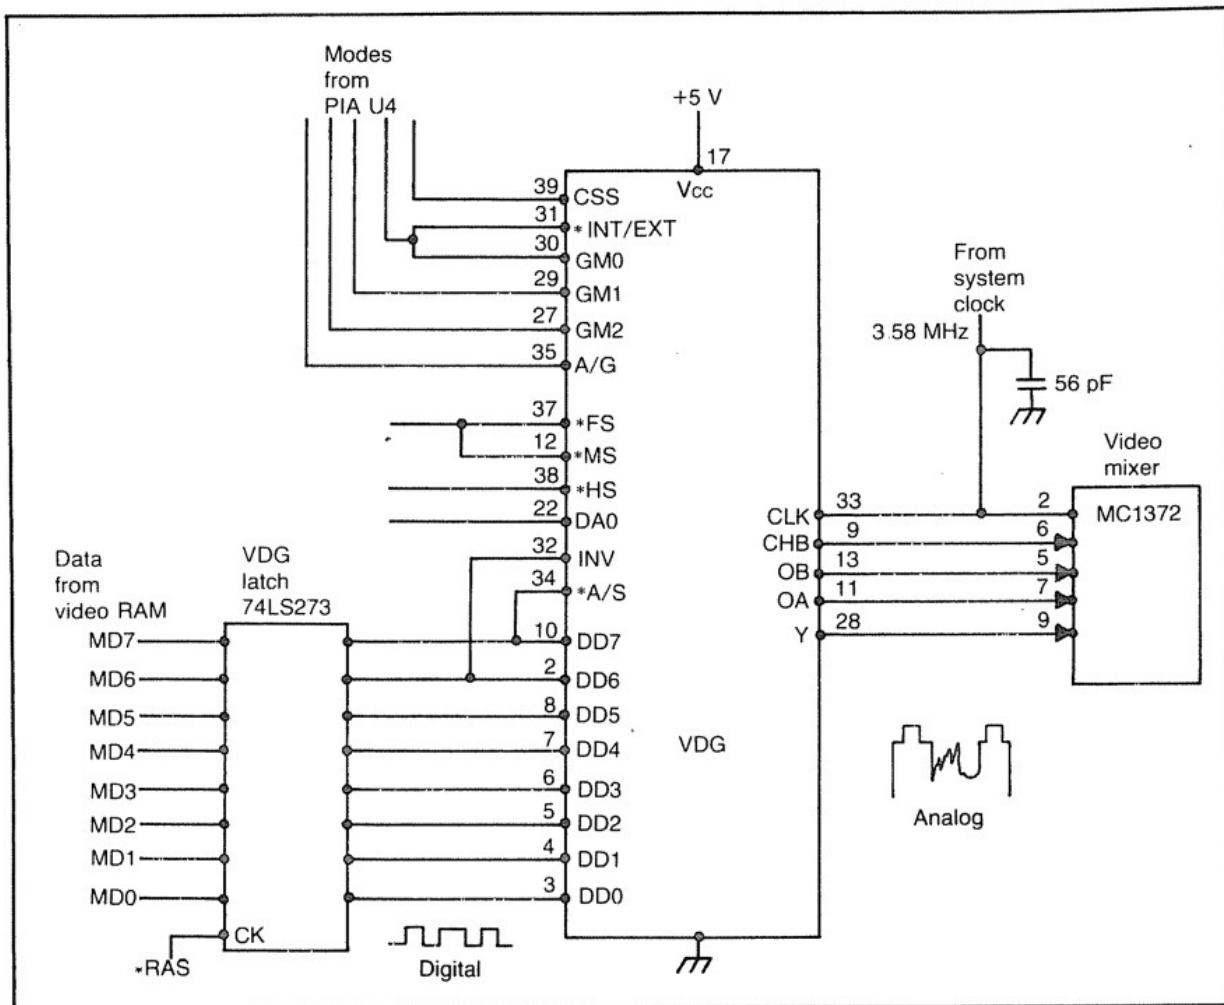 Modes
from
PIA U4
+5 V
17
Vcc
39 CSS
31 *INT/EXT
30 GM0
29 GM1
27 GM2
35 A/G
37 *FS
12 *MS
38 *HS
22 DA0
32 INV
34 *A/S
10 DD7
2 DD6
8 DD5
7 DD4
6 DD3
5 DD2
4 DD1
3 DD0
VDG
From
system
clock
3.58 MHz
56 pF
Video
mixer
MC1372
CLK 33 2
CHB 9 6
OB 13 5
OA 11 7
Y 28 9
Analog
Data
from
video RAM
VDG
latch
74LS273
MD7
MD6
MD5
MD4
MD3
MD2
MD1
MD0
CK
*RAS
Digital